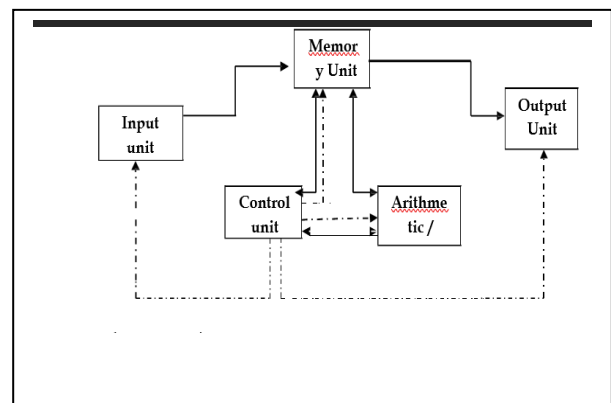 Memor
y Unit
Input
unit
Output
Unit
Control
unit
Arithme
tic /